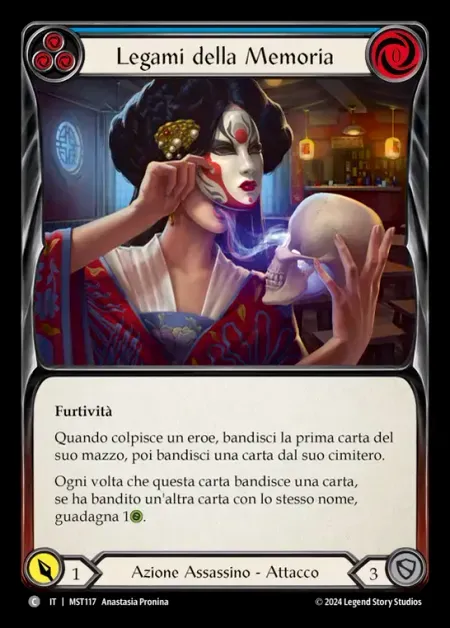 Legami della Memoria
0
Furtività
Quando colpisce un eroe, bandisci la prima carta del
suo mazzo, poi bandisci una carta dal suo cimitero.
Ogni volta che questa carta bandisce una carta,
se ha bandito un'altra carta con lo stesso nome,
guadagna 1.
1
Azione Assassino - Attacco
3
C IT | MST117 Anastasia Pronina
© 2024 Legend Story Studios